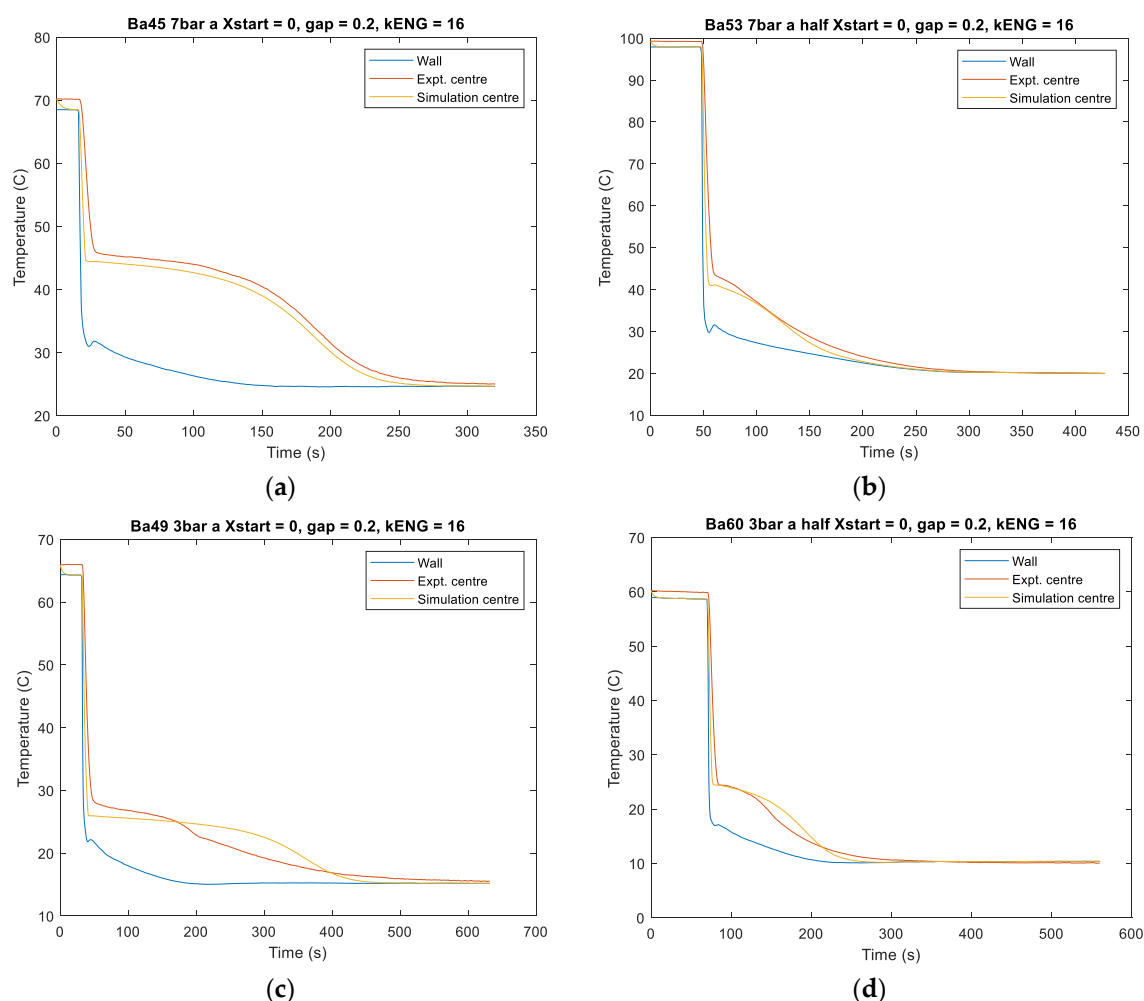 Ba45 7bar a Xstart = 0, gap = 0.2, kENG = 16
80
70
60
50
40
30
20
Temperature (C)
Wall
Expt. centre
Simulation centre
0 50 100 150 200 250 300 350
Time (s)
(a)
Ba53 7bar a half Xstart = 0, gap = 0.2, kENG = 16
100
90
80
70
60
50
40
30
20
10
Temperature (C)
Wall
Expt. centre
Simulation centre
0 50 100 150 200 250 300 350 400 450
Time (s)
(b)
Ba49 3bar a Xstart = 0, gap = 0.2, kENG = 16
70
60
50
40
30
20
10
Temperature (C)
Wall
Expt. centre
Simulation centre
0 100 200 300 400 500 600 700
Time (s)
(c)
Ba60 3bar a half Xstart = 0, gap = 0.2, kENG = 16
70
60
50
40
30
20
10
0
Temperature (C)
Wall
Expt. centre
Simulation centre
0 100 200 300 400 500 600
Time (s)
(d)